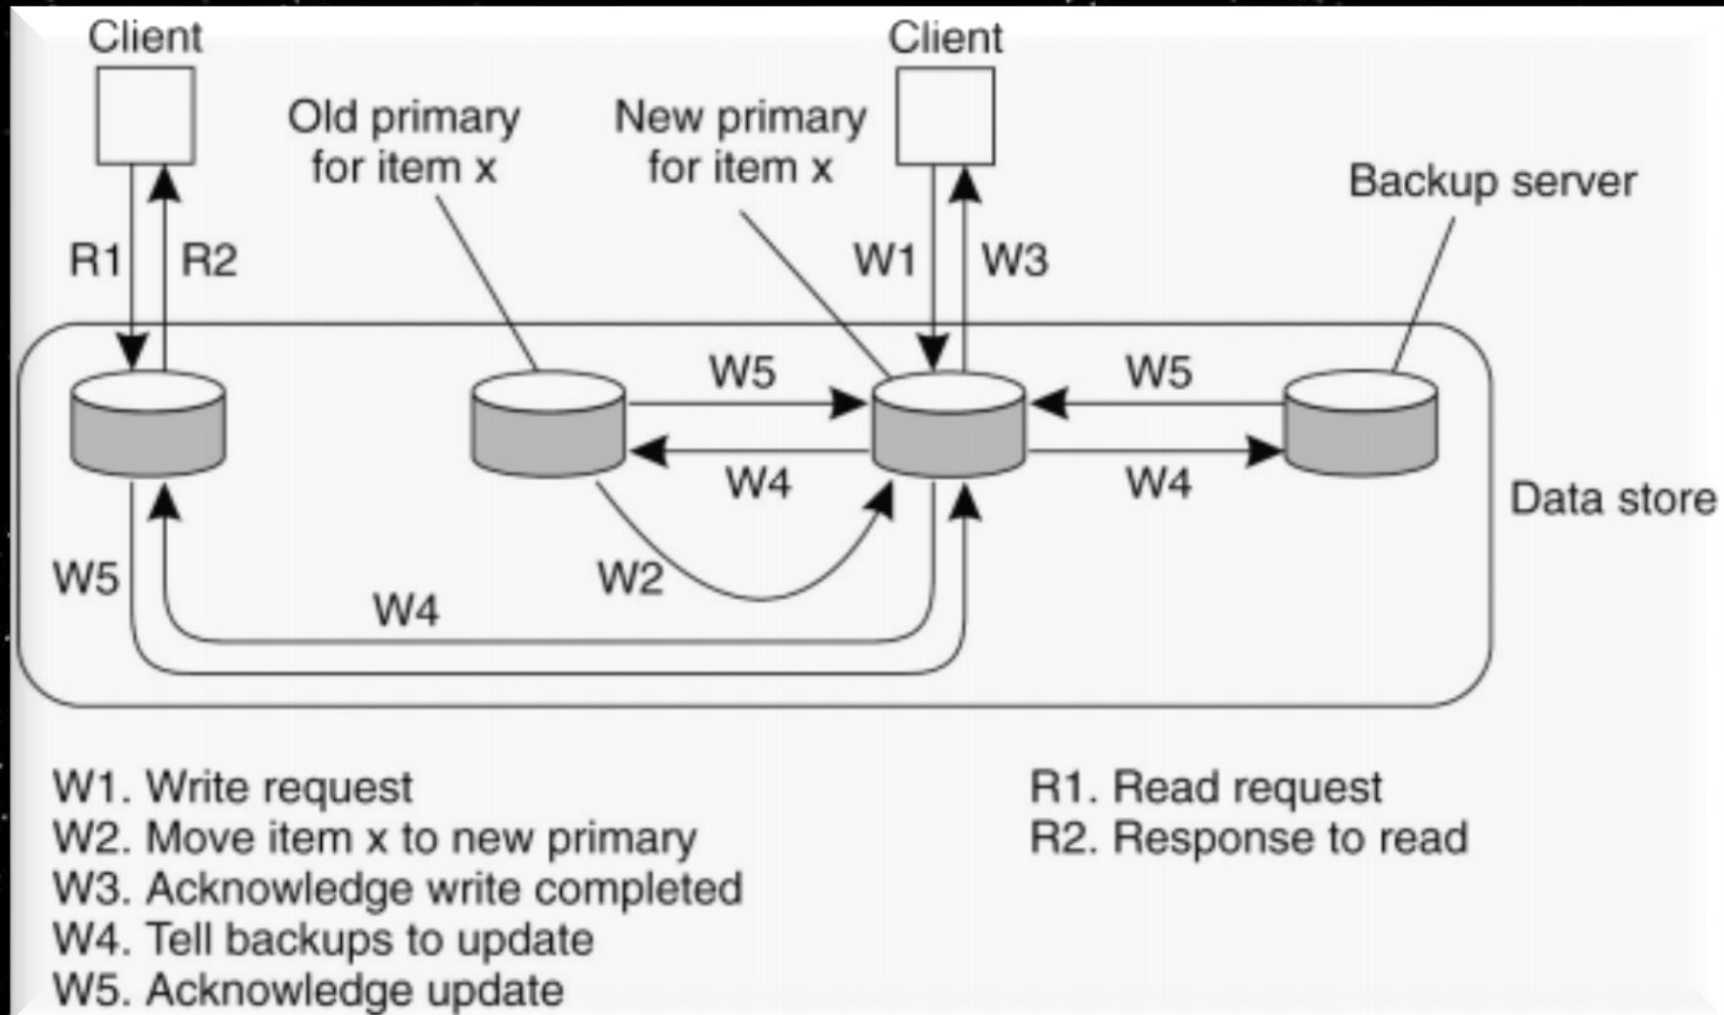 Client
Client
Old primary
for item x
New primary
for item x
Backup server
R1
R2
W1
W3
W5
W5
W4
W4
Data store
W5
W2
W4
W1. Write request
W2. Move item x to new primary
W3. Acknowledge write completed
W4. Tell backups to update
W5. Acknowledge update
R1. Read request
R2. Response to read